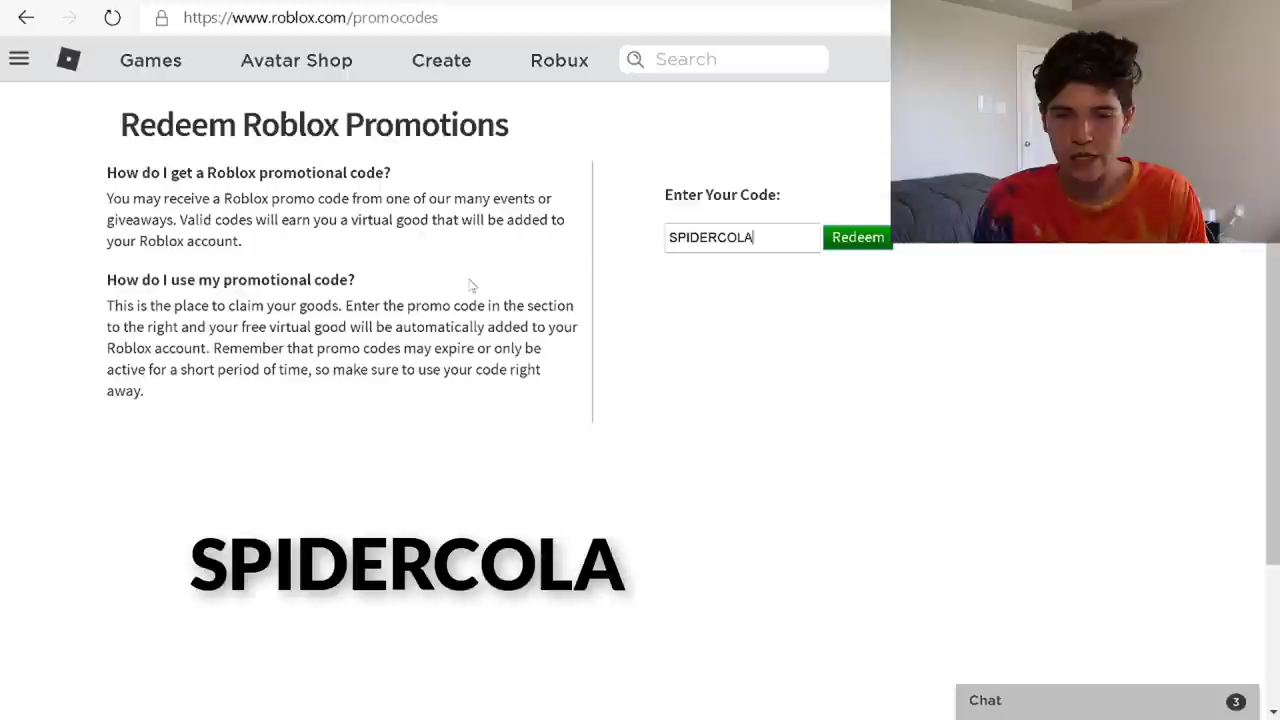 https://www.roblox.com/promocodes
Games Avatar Shop Create Robux Search
Redeem Roblox Promotions
How do I get a Roblox promotional code?
You may receive a Roblox promo code from one of our many events or
giveaways. Valid codes will earn you a virtual good that will be added to
your Roblox account.
How do I use my promotional code?
This is the place to claim your goods. Enter the promo code in the section
to the right and your free virtual good will be automatically added to your
Roblox account. Remember that promo codes may expire or only be
active for a short period of time, so make sure to use your code right
away.
Enter Your Code:
SPIDERCOLA Redeem
SPIDERCOLA
Chat 3